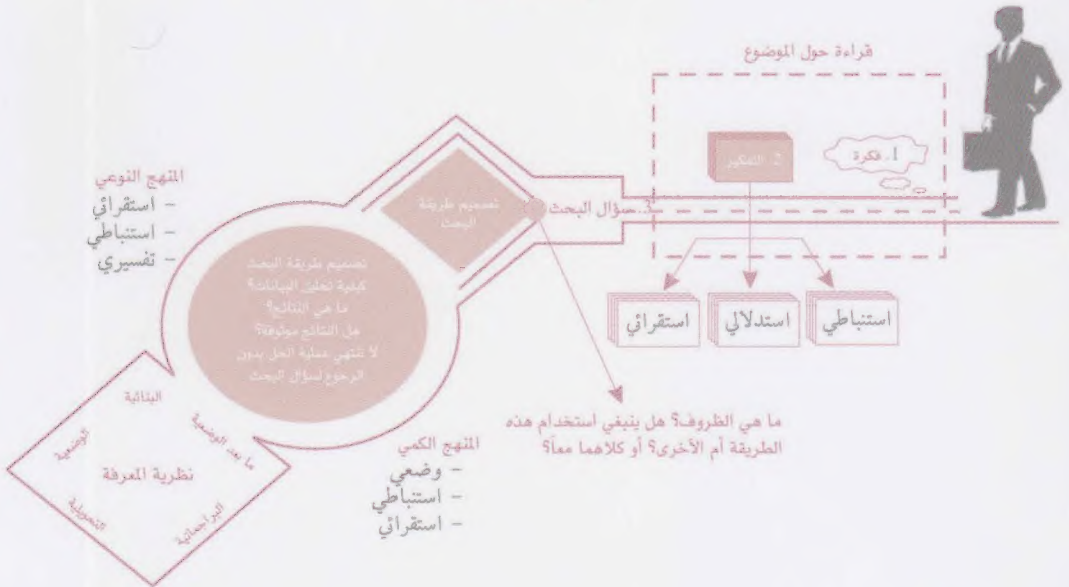 قراءة حول الموضوع
1. فكرة
2. التفكير
3. سؤال البحث
استنباطي
استدلالي
استقرائي
تصميم طريقة
البحث
ما هي الظروف؟ هل ينبغي استخدام هذه
الطريقة أم الأخرى؟ أو كلاهما معاً؟
المنهج النوعي
- استقرائي
- استنباطي
- تفسيري
تصميم طريقة البحث
كيفية تحليل البيانات؟
ما هي النتائج؟
هل النتائج موثوقة؟
لا تنتهي عملية الحل بدون
الرجوع لسؤال البحث
المنهج الكمي
- وضعي
- استنباطي
- استقرائي
البنائية
الوضعية
ما بعد الوضعية
نظرية المعرفة
التحويلية
البراجماتية